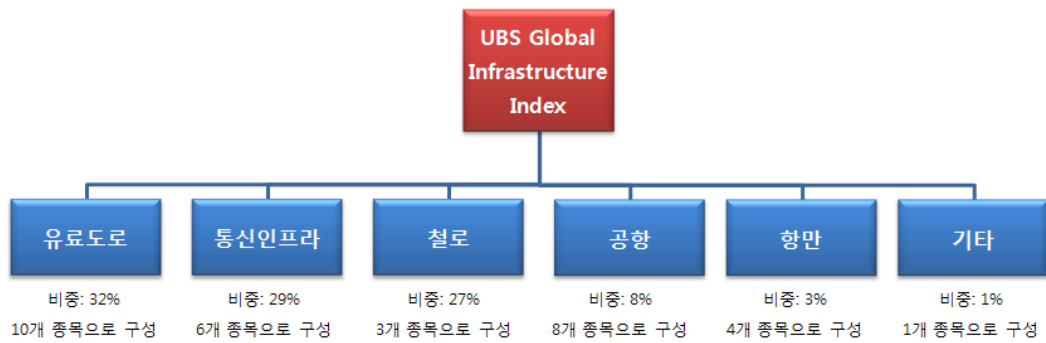 UBS Global
Infrastructure
Index
유료도로
통신인프라
철로
공항
항만
기타
비중: 32%
비중: 29%
비중: 27%
비중: 8%
비중: 3%
비중: 1%
10개 종목으로 구성
6개 종목으로 구성
3개 종목으로 구성
8개 종목으로 구성
4개 종목으로 구성
1개 종목으로 구성